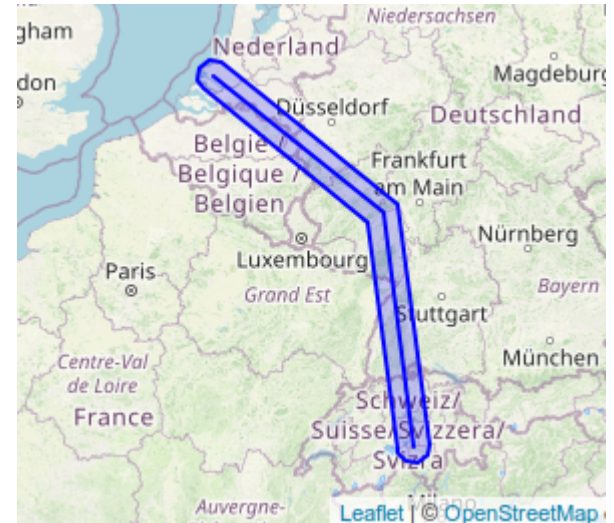 Niedersachsen
gham
Nederland
Magdeburg
don
Düsseldorf
Deutschland
België /
Belgique /
Belgien
Frankfurt
am Main
Nürnberg
Luxembourg
Paris
Grand Est
Bayern
Stuttgart
München
Centre-Val
de Loire
France
Schweiz/
Suisse/Svizzera/
Svizra
Auvergne-
Milano
Leaflet | © OpenStreetMap